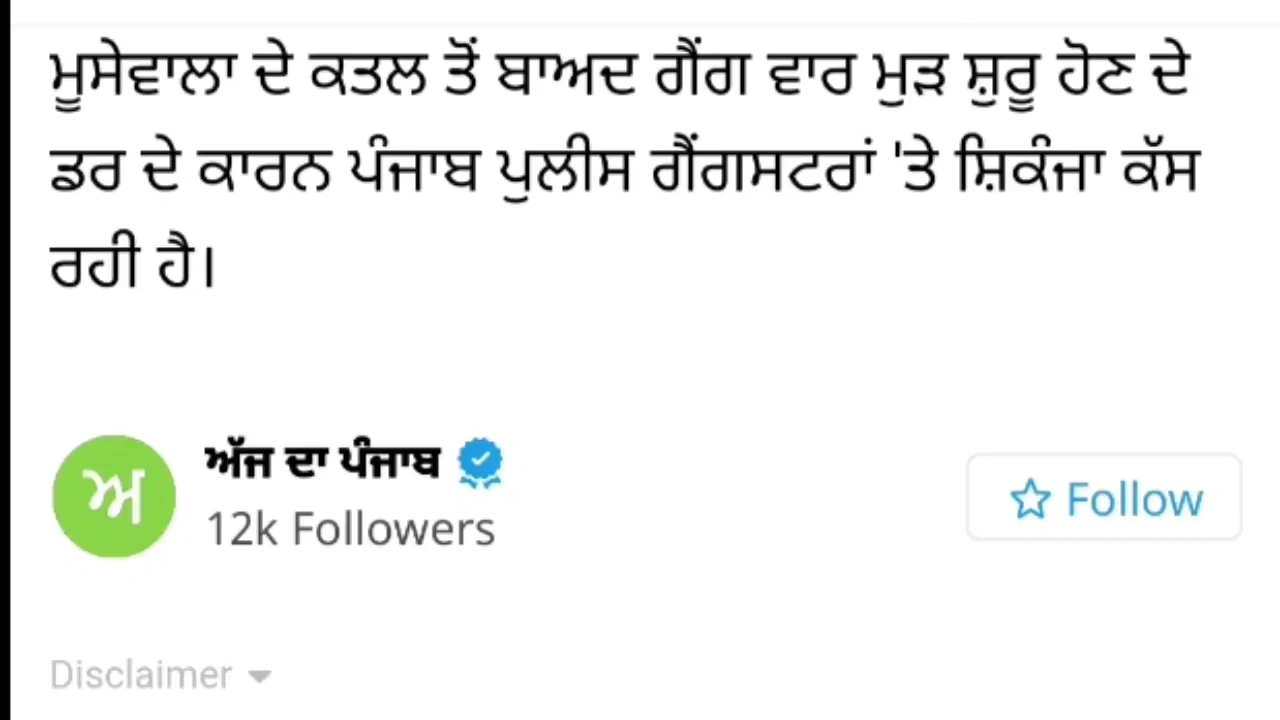 ਮੂਸੇਵਾਲਾ ਦੇ ਕਤਲ ਤੋਂ ਬਾਅਦ ਗੈਂਗ ਵਾਰ ਮੁੜ ਸ਼ੁਰੂ ਹੋਣ ਦੇ
ਡਰ ਦੇ ਕਾਰਨ ਪੰਜਾਬ ਪੁਲੀਸ ਗੈਂਗਸਟਰਾਂ 'ਤੇ ਸ਼ਿਕੰਜਾ ਕੱਸ
ਰਹੀ ਹੈ।
ਅ
ਅੱਜ ਦਾ ਪੰਜਾਬ
12k Followers
Follow
Disclaimer